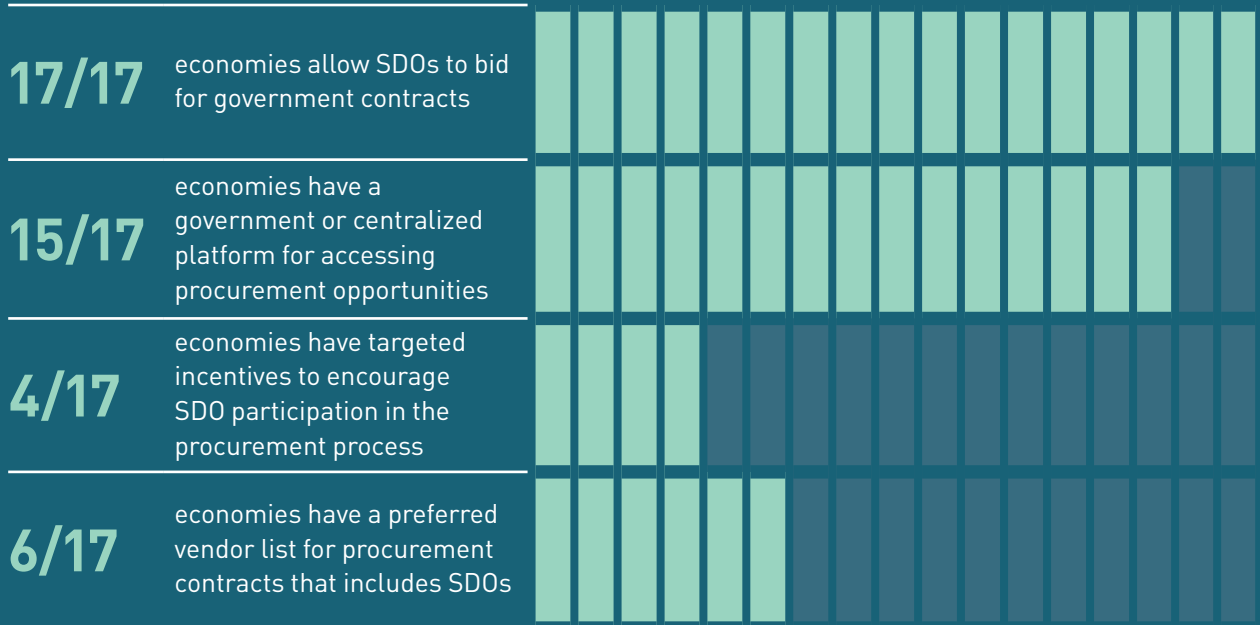 17/17
economies allow SDOs to bid
for government contracts
15/17
economies have a
government or centralized
platform for accessing
procurement opportunities
4/17
economies have targeted
incentives to encourage
SDO participation in the
procurement process
6/17
economies have a preferred
vendor list for procurement
contracts that includes SDOs